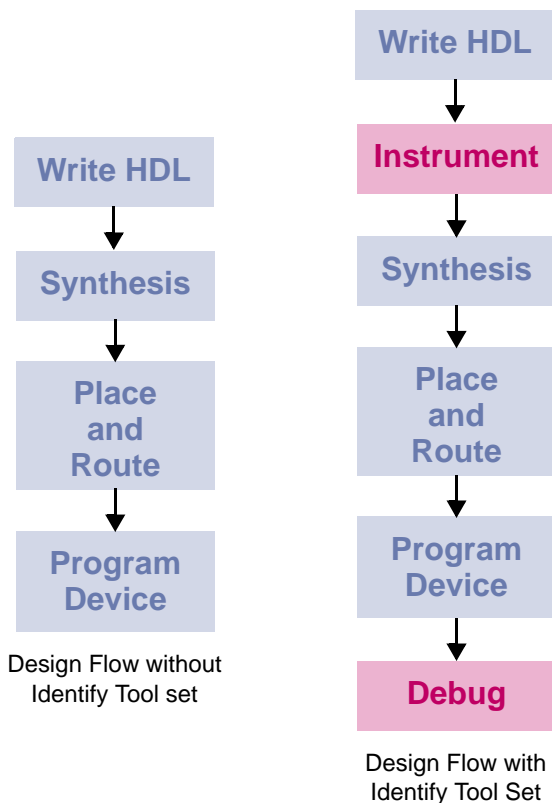 Write HDL
Synthesis
Place
and
Route
Program
Device
Design Flow without
Identify Tool set
Write HDL
Instrument
Synthesis
Place
and
Route
Program
Device
Debug
Design Flow with
Identify Tool Set